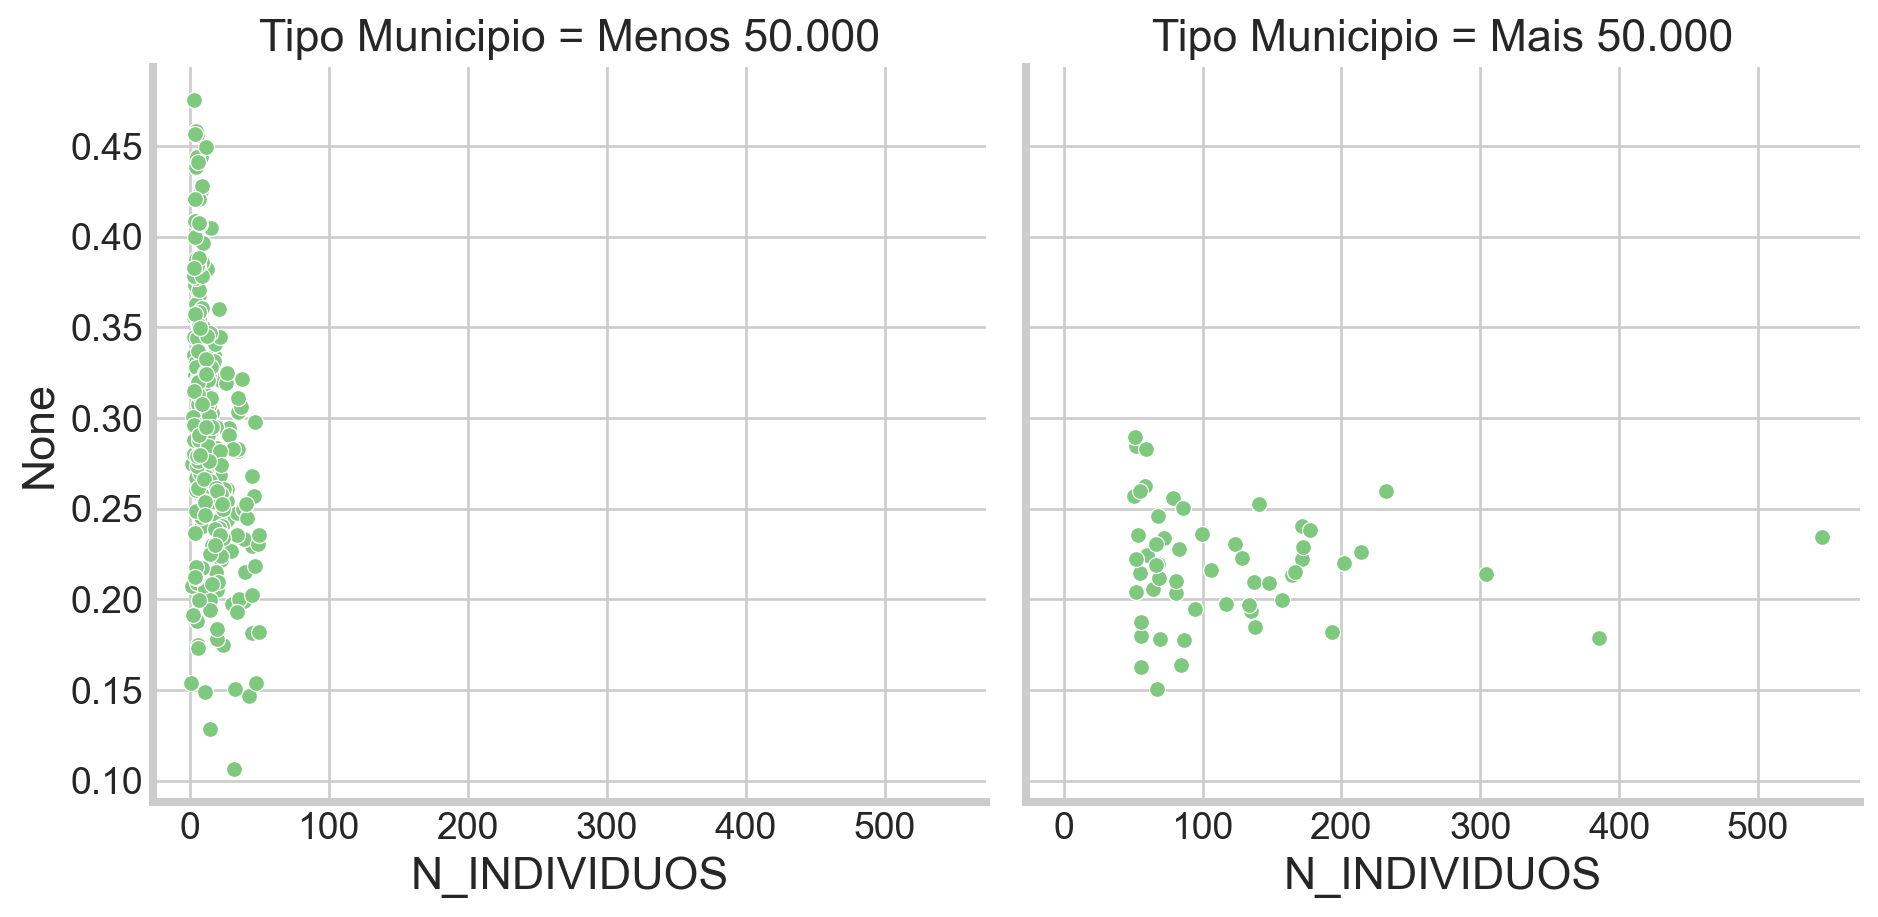 Tipo Municipio = Menos 50.000
Tipo Municipio = Mais 50.000
None
0.45
0.40
0.35
0.30
0.25
0.20
0.15
0.10
0 100 200 300 400 500
0 100 200 300 400 500
N_INDIVIDUOS
N_INDIVIDUOS